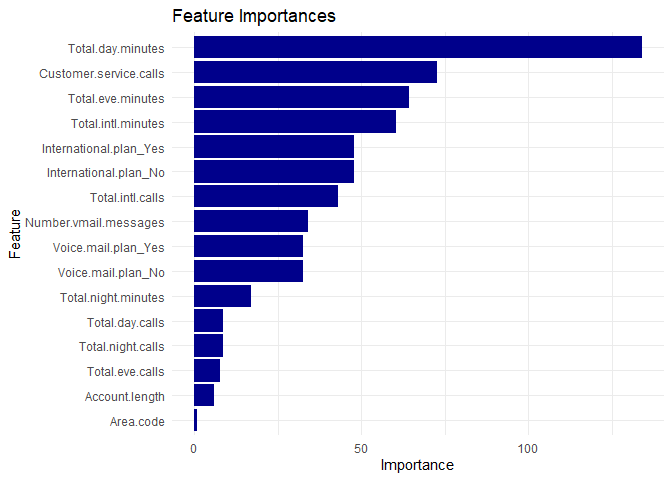 Feature Importances
Total.day.minutes
Customer.service.calls
Total.eve.minutes
Total.intl.minutes
International.plan_Yes
International.plan_No
Total.intl.calls
Number.vmail.messages
Voice.mail.plan_Yes
Voice.mail.plan_No
Total.night.minutes
Total.day.calls
Total.night.calls
Total.eve.calls
Account.length
Area.code
Feature
0 50 100
Importance